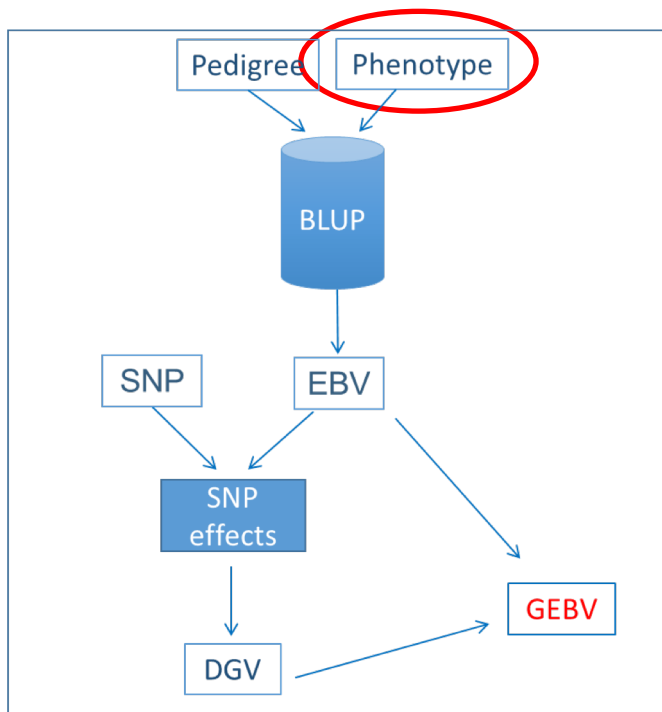 Pedigree
Phenotype
BLUP
SNP
EBV
SNP
effects
GEBV
DGV